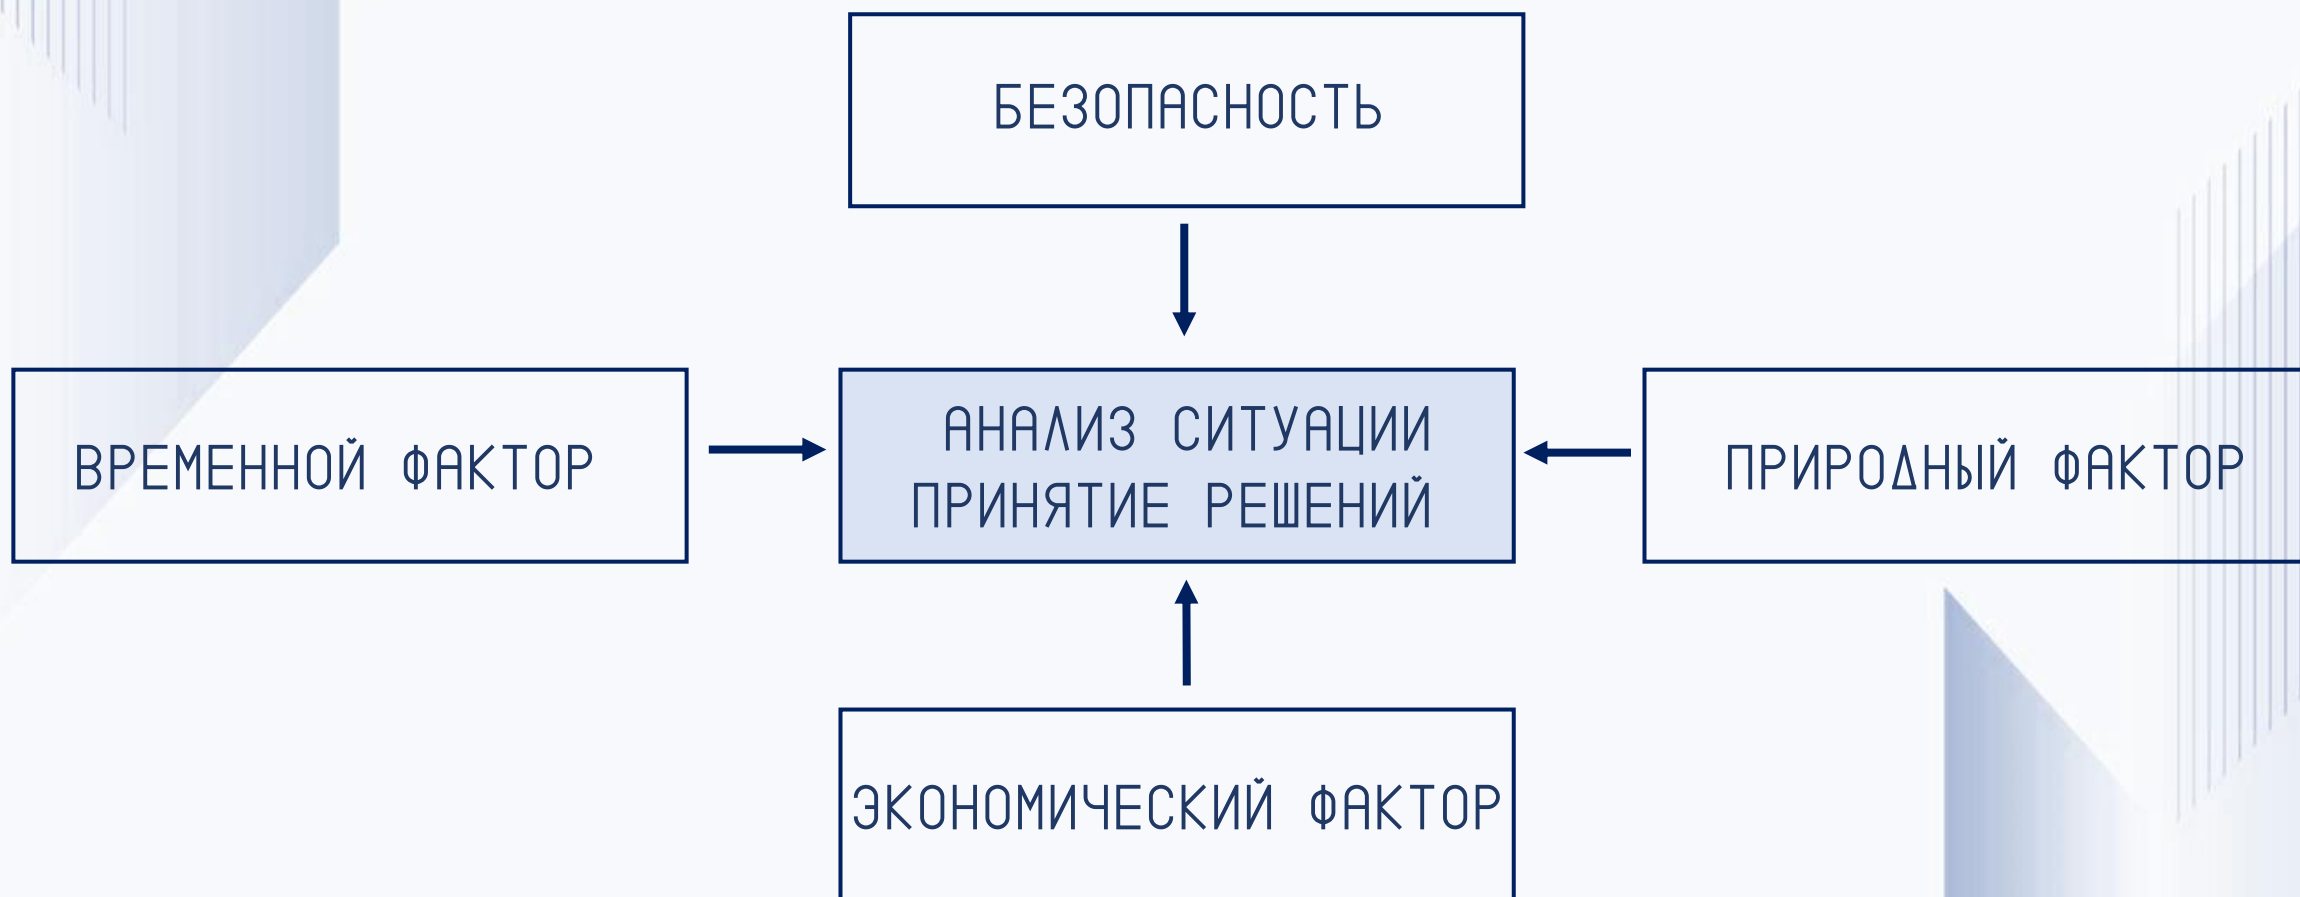 БЕЗОПАСНОСТЬ
ВРЕМЕННОЙ ФАКТОР
АНАЛИЗ СИТУАЦИИ
ПРИНЯТИЕ РЕШЕНИЙ
ПРИРОДНЫЙ ФАКТОР
ЭКОНОМИЧЕСКИЙ ФАКТОР